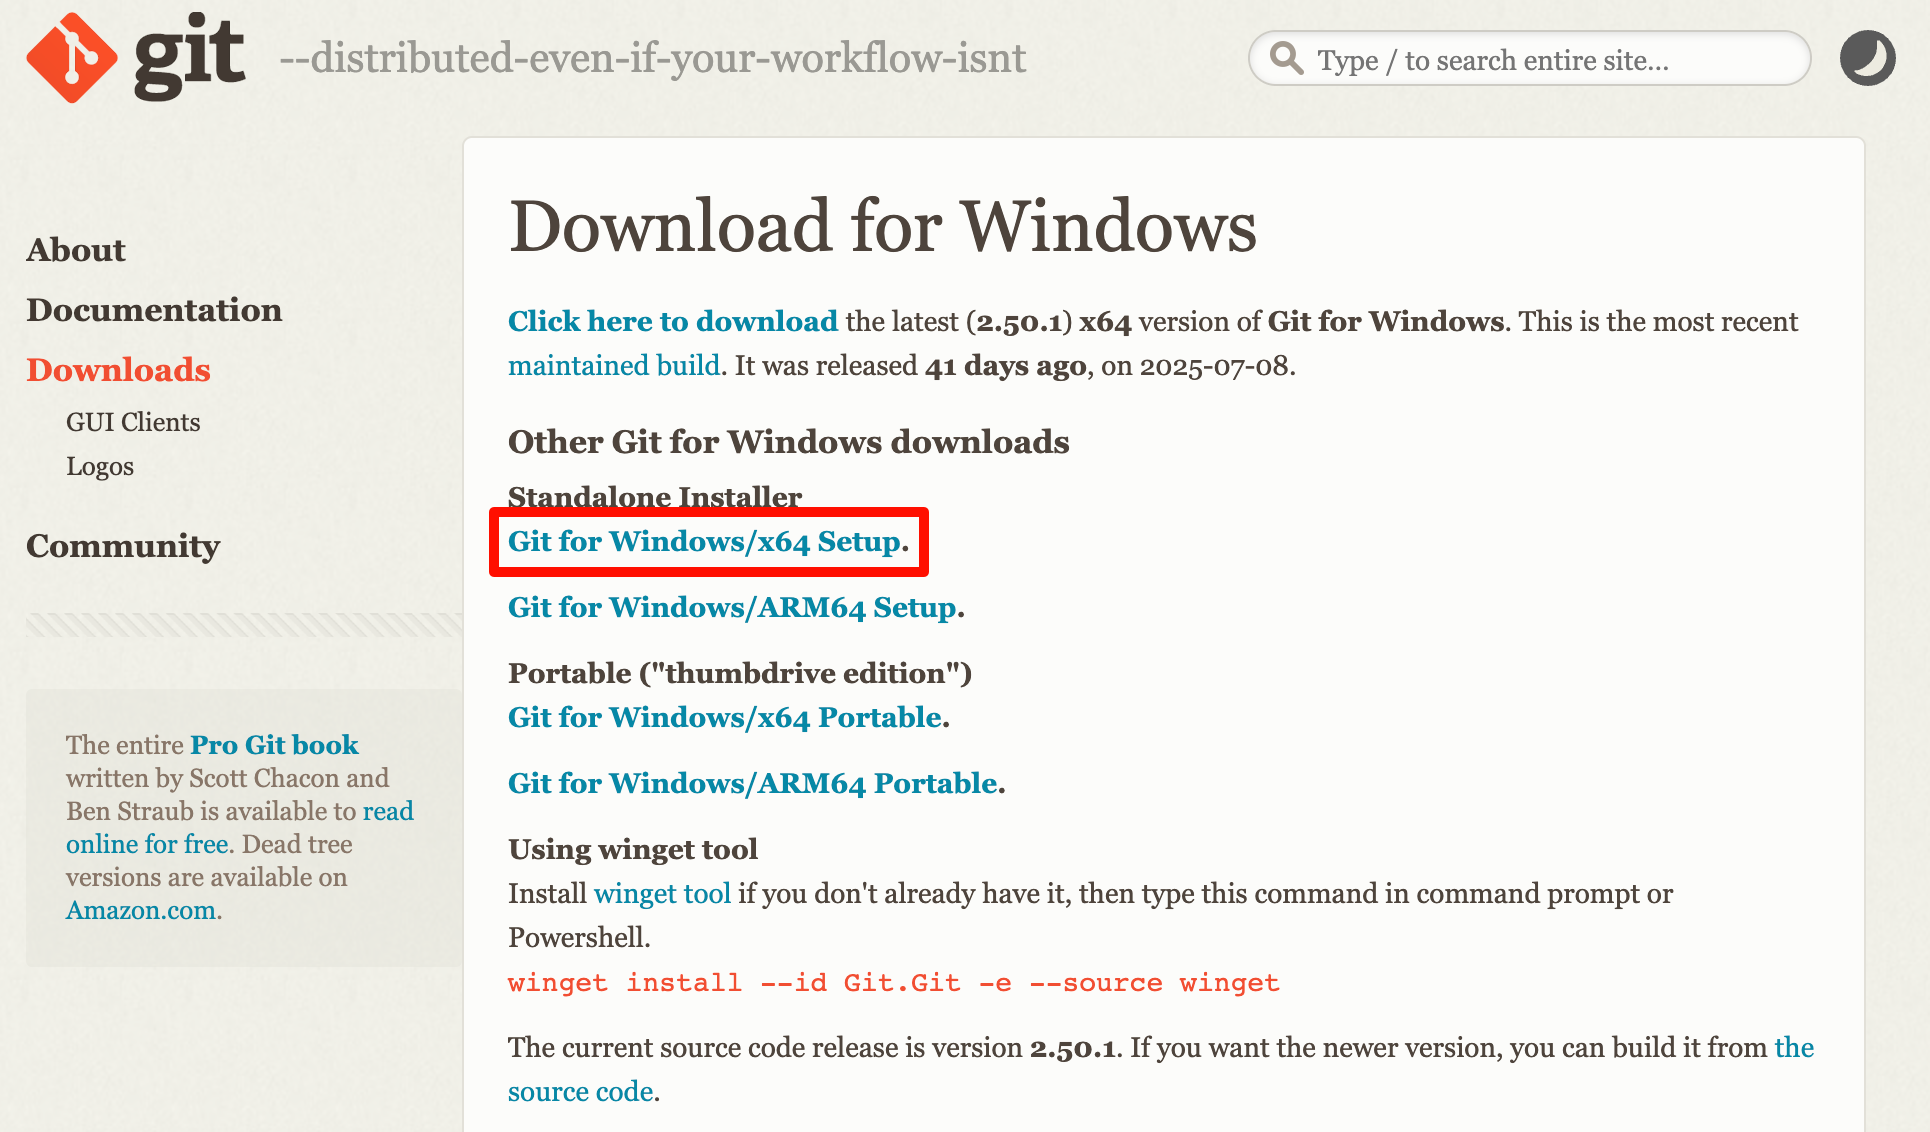 git --distributed-even-if-your-workflow-isnt
Type / to search entire site...
About
Documentation
Downloads
GUI Clients
Logos
Community
The entire Pro Git book
written by Scott Chacon and
Ben Straub is available to read
online for free. Dead tree
versions are available on
Amazon.com.
Download for Windows
Click here to download the latest (2.50.1) x64 version of Git for Windows. This is the most recent
maintained build. It was released 41 days ago, on 2025-07-08.
Other Git for Windows downloads
Standalone Installer
Git for Windows/x64 Setup.
Git for Windows/ARM64 Setup.
Portable ("thumbdrive edition")
Git for Windows/x64 Portable.
Git for Windows/ARM64 Portable.
Using winget tool
Install winget tool if you don't already have it, then type this command in command prompt or
Powershell.
winget install --id Git.Git -e --source winget
The current source code release is version 2.50.1. If you want the newer version, you can build it from the
source code.